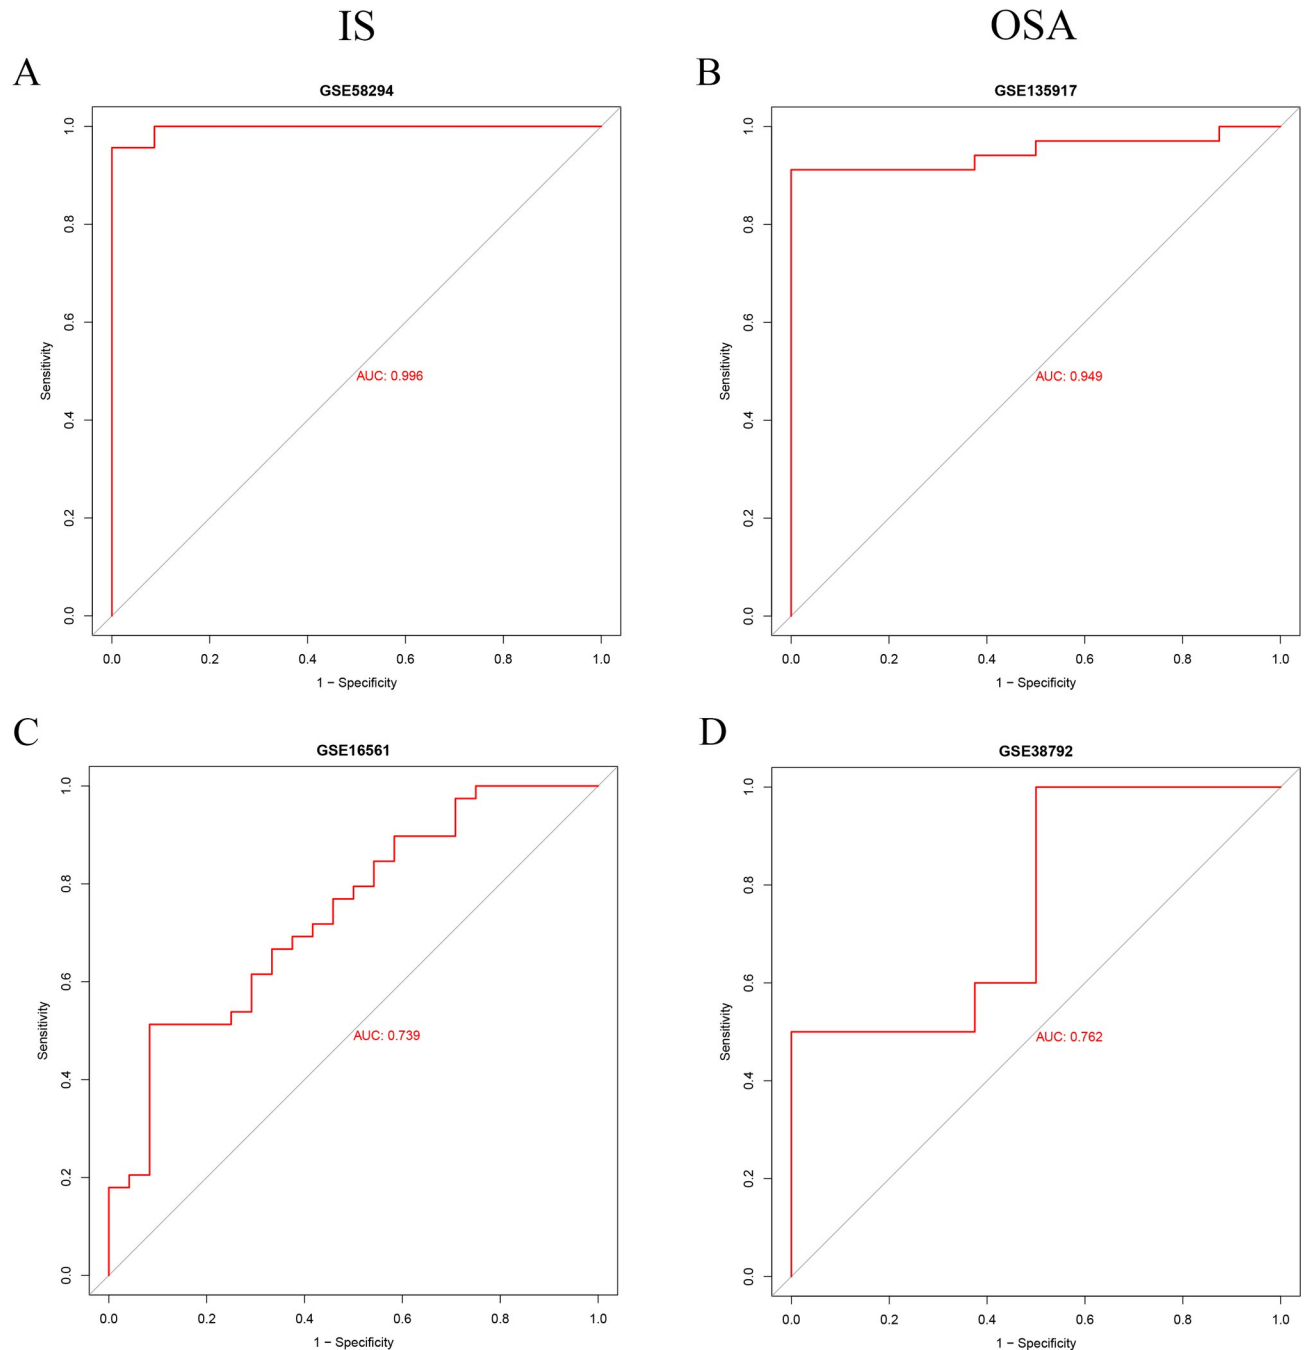 IS
OSA
A
GSE58294
1.0
0.8
0.6
0.4
0.2
0.0
Sensitivity
AUC: 0.996
0.0 0.2 0.4 0.6 0.8 1.0
1 − Specificity
B
GSE135917
1.0
0.8
0.6
0.4
0.2
0.0
Sensitivity
AUC: 0.949
0.0 0.2 0.4 0.6 0.8 1.0
1 − Specificity
C
GSE16561
1.0
0.8
0.6
0.4
0.2
0.0
Sensitivity
AUC: 0.739
0.0 0.2 0.4 0.6 0.8 1.0
1 − Specificity
D
GSE38792
1.0
0.8
0.6
0.4
0.2
0.0
Sensitivity
AUC: 0.762
0.0 0.2 0.4 0.6 0.8 1.0
1 − Specificity